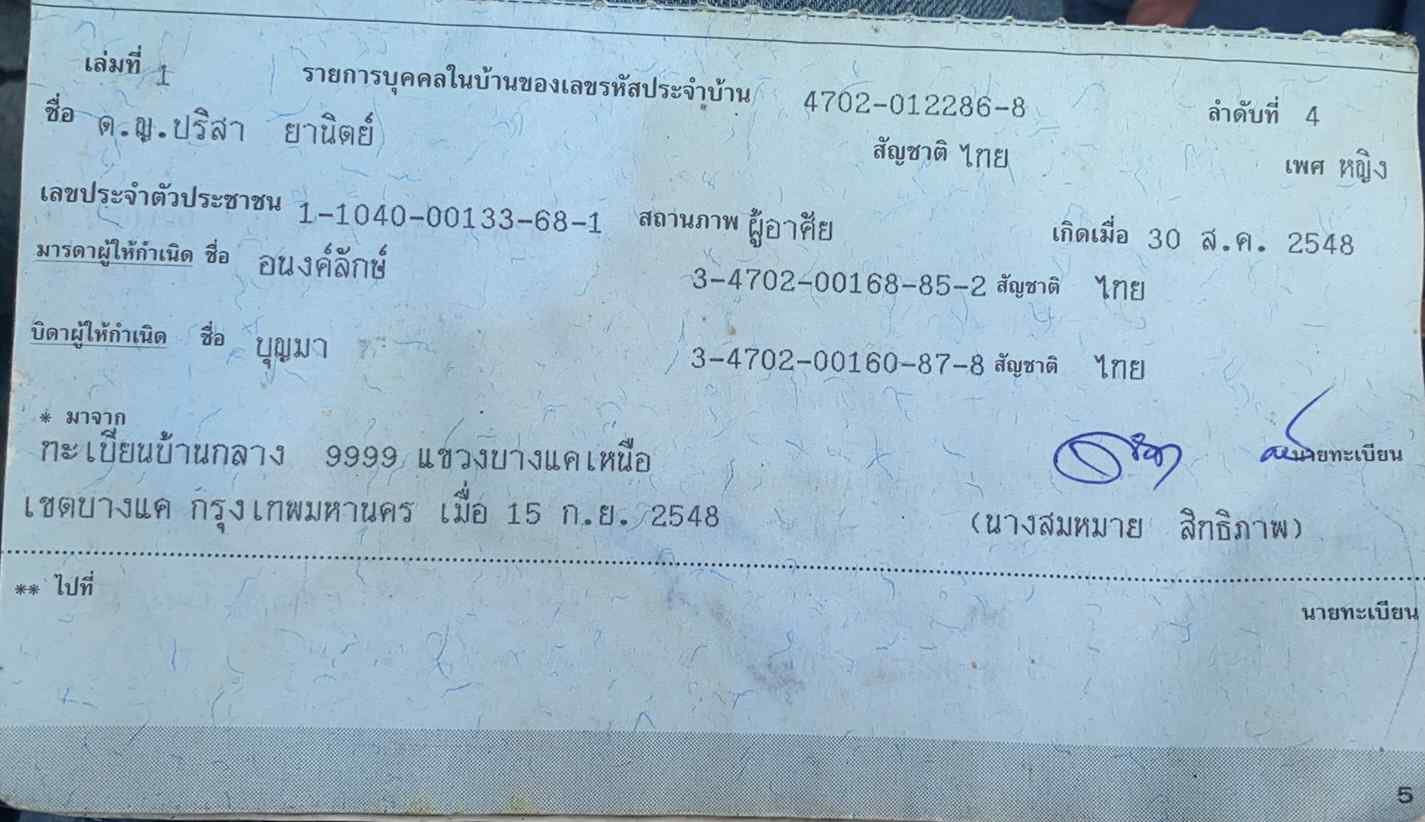 เล่มที่ 1 รายการบุคคลในบ้านของเลขรหัสประจำบ้าน 4702-012286-8 ลำดับที่ 4
ชื่อ ด.ญ.ปริสา ยานิตย์ สัญชาติ ไทย เพศ หญิง
เลขประจำตัวประชาชน 1-1040-00133-68-1 สถานภาพ ผู้อาศัย เกิดเมื่อ 30 ส.ค. 2548
มารดาผู้ให้กำเนิด ชื่อ อนงค์ลักษ์ 3-4702-00168-85-2 สัญชาติ ไทย
บิดาผู้ให้กำเนิด ชื่อ บุญมา 3-4702-00160-87-8 สัญชาติ ไทย
* มาจาก
ทะเบียนบ้านกลาง 9999 แขวงบางแคเหนือ นายทะเบียน
เขตบางแค กรุงเทพมหานคร เมื่อ 15 ก.ย. 2548 (นางสมหมาย สิทธิภาพ)
** ไปที่
นายทะเบียน
5